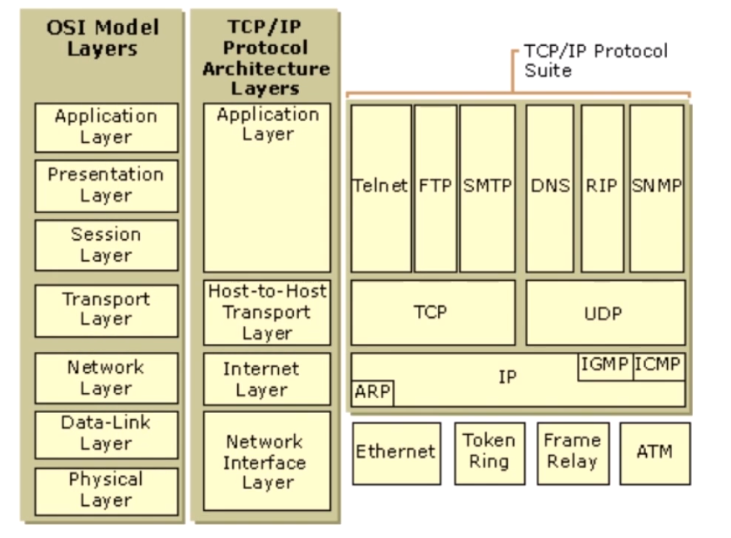 OSI Model
Layers
Application
Layer
Presentation
Layer
Session
Layer
Transport
Layer
Network
Layer
Data-Link
Layer
Physical
Layer
TCP/IP
Protocol
Architecture
Layers
Application
Layer
Host-to-Host
Transport
Layer
Internet
Layer
Network
Interface
Layer
TCP/IP Protocol
Suite
Telnet FTP SMTP DNS RIP SNMP
TCP UDP
IP IGMP ICMP
ARP
Ethernet
Token
Ring
Frame
Relay
ATM